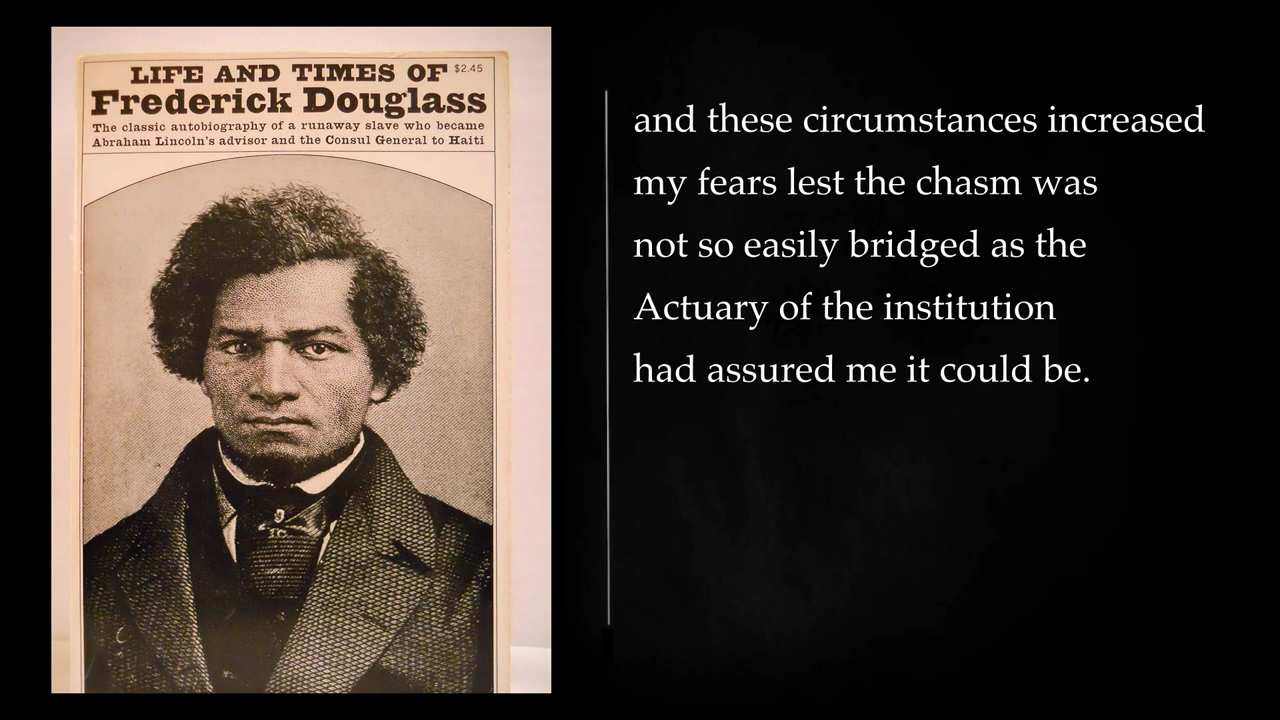 LIFE AND TIMES OF $2.45
Frederick Douglass
The classic autobiography of a runaway slave who became
Abraham Lincoln's advisor and the Consul General to Haiti
and these circumstances increased
my fears lest the chasm was
not so easily bridged as the
Actuary of the institution
had assured me it could be.